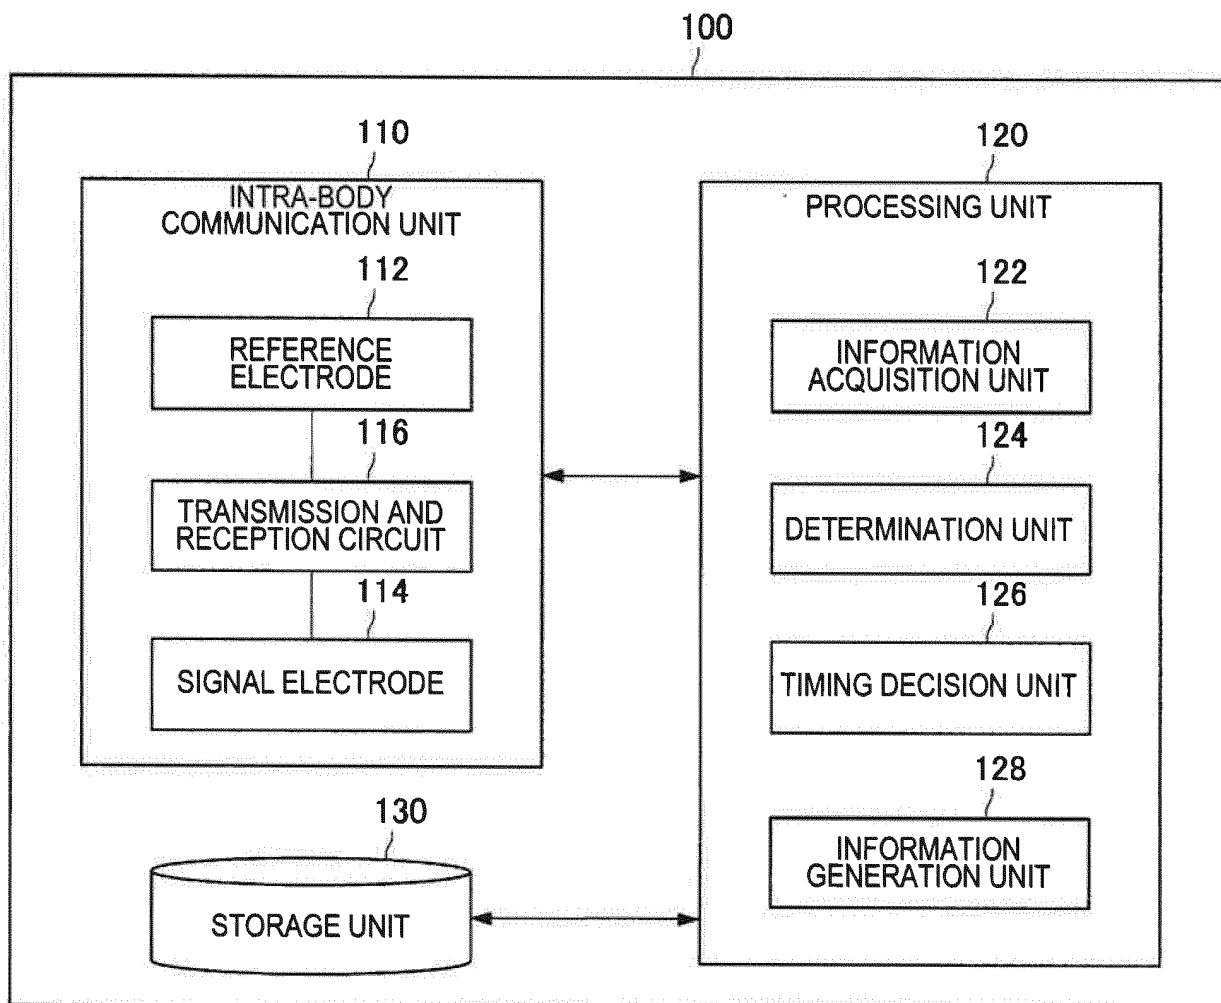 100
110
INTRA-BODY
COMMUNICATION UNIT
112
REFERENCE
ELECTRODE
116
TRANSMISSION AND
RECEPTION CIRCUIT
114
SIGNAL ELECTRODE
130
STORAGE UNIT
120
PROCESSING UNIT
122
INFORMATION
ACQUISITION UNIT
124
DETERMINATION UNIT
126
TIMING DECISION UNIT
128
INFORMATION
GENERATION UNIT